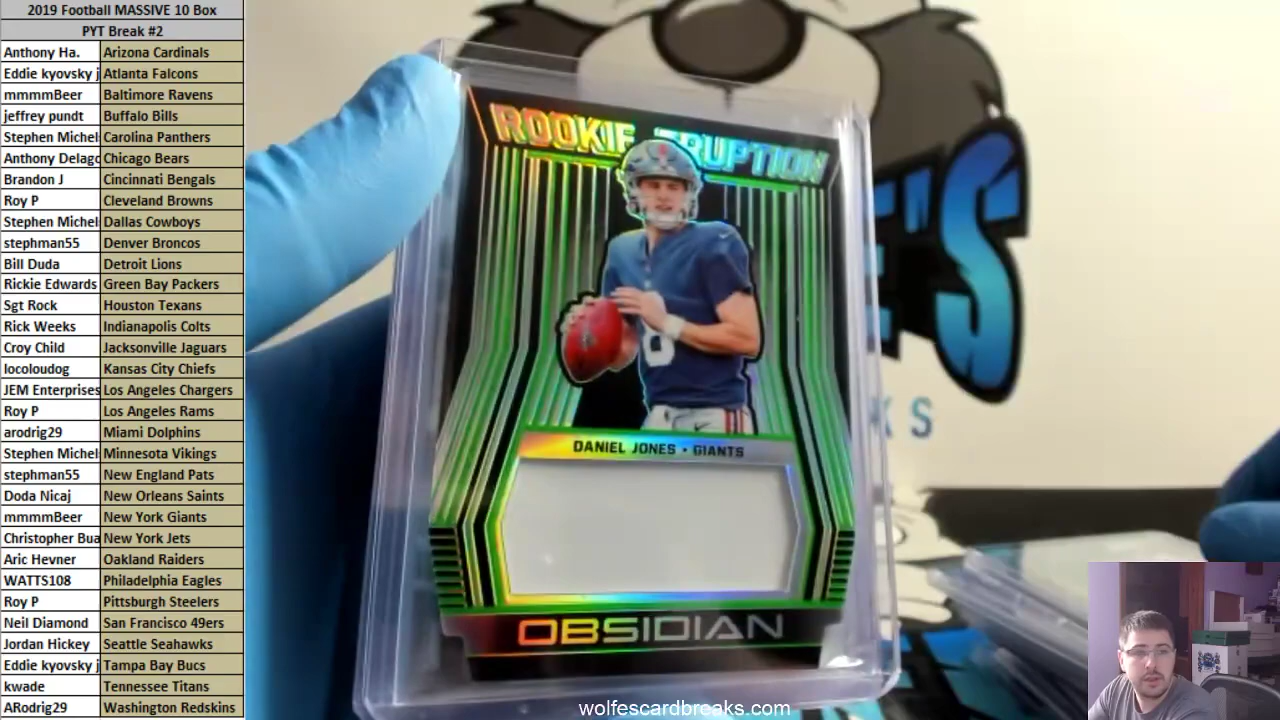 2019 Football MASSIVE 10 Box
PYT Break #2
Anthony Ha. Arizona Cardinals
Eddie kyovsky j Atlanta Falcons
mmmmBeer Baltimore Ravens
jeffrey pundt Buffalo Bills
Stephen Michel Carolina Panthers
Anthony Delago Chicago Bears
Brandon J Cincinnati Bengals
Roy P Cleveland Browns
Stephen Michel Dallas Cowboys
stephman55 Denver Broncos
Bill Duda Detroit Lions
Rickie Edwards Green Bay Packers
Sgt Rock Houston Texans
Rick Weeks Indianapolis Colts
Croy Child Jacksonville Jaguars
locoloudog Kansas City Chiefs
JEM Enterprises Los Angeles Chargers
Roy P Los Angeles Rams
arodrig29 Miami Dolphins
Stephen Michel Minnesota Vikings
stephman55 New England Pats
Doda Nicaj New Orleans Saints
mmmmBeer New York Giants
Christopher Bua New York Jets
Aric Hevner Oakland Raiders
WATTS108 Philadelphia Eagles
Roy P Pittsburgh Steelers
Neil Diamond San Francisco 49ers
Jordan Hickey Seattle Seahawks
Eddie kyovsky j Tampa Bay Bucs
kwade Tennessee Titans
ARodrig29 Washington Redskins
ROOKIE ERUPTION
8
DANIEL JONES • GIANTS
OBSIDIAN
E'S
KS
wolfescardbreaks.com